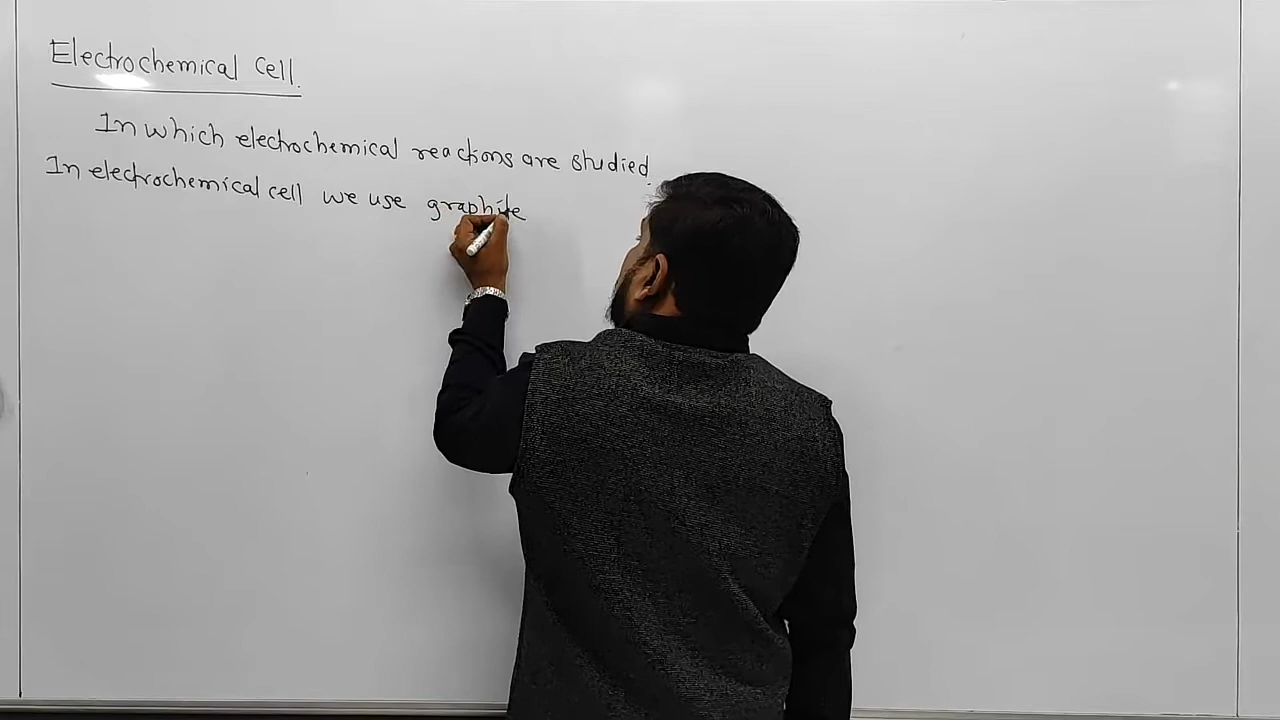 Electrochemical Cell.
In which electrochemical reactions are studied.
In electrochemical cell we use graphite